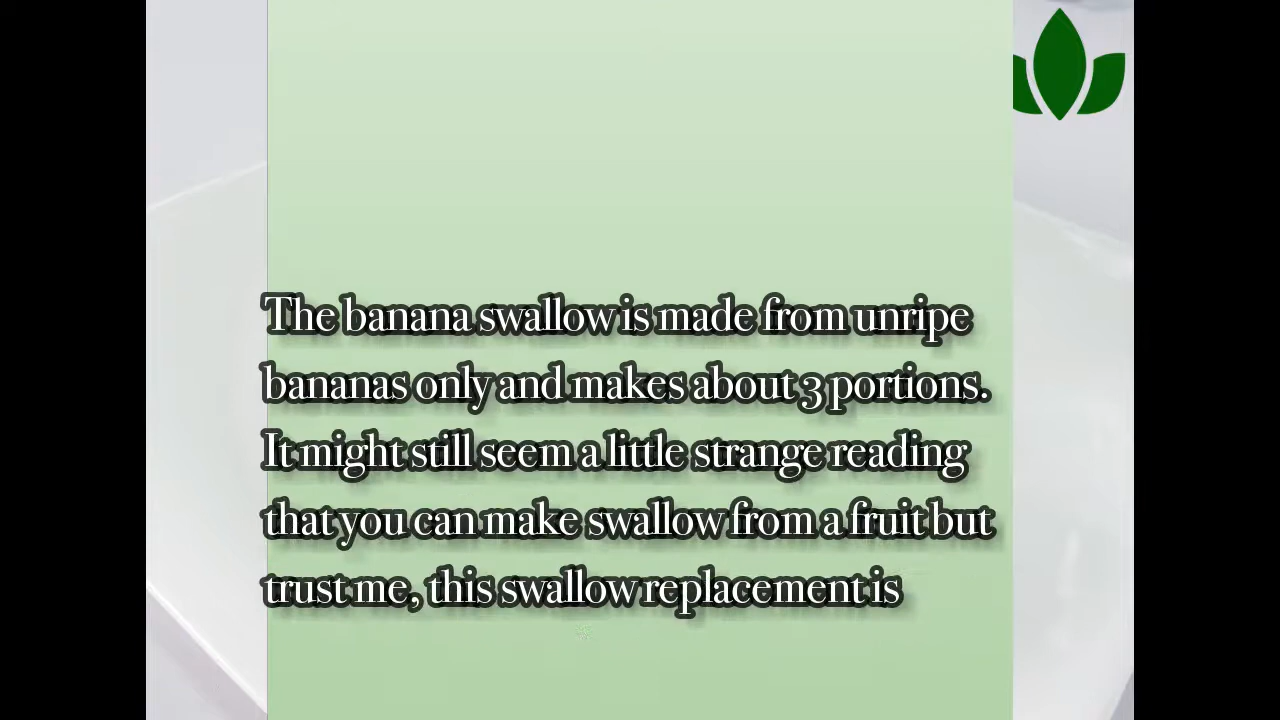 The banana swallow is made from unripe
bananas only and makes about 3 portions.
It might still seem a little strange reading
that you can make swallow from a fruit but
trust me, this swallow replacement is